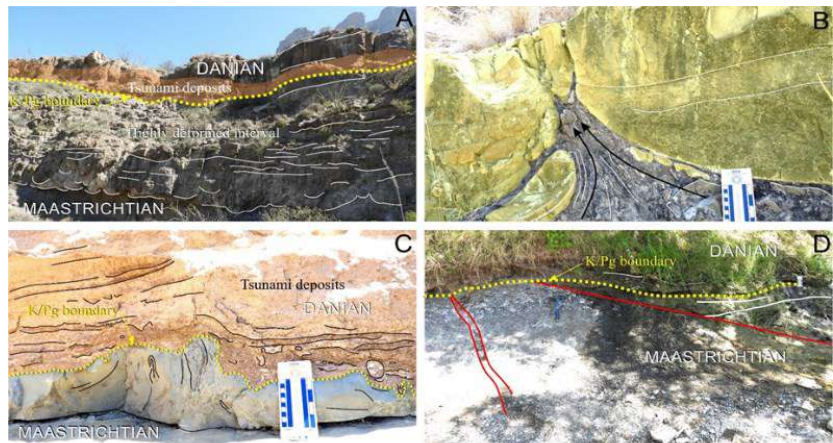 A
DANIAN
Tsunami deposits
K/Pg boundary
Highly deformed interval
MAASTRICHTIAN
B
C
Tsunami deposits
DANIAN
K/Pg boundary
MAASTRICHTIAN
D
DANIAN
K/Pg boundary
MAASTRICHTIAN